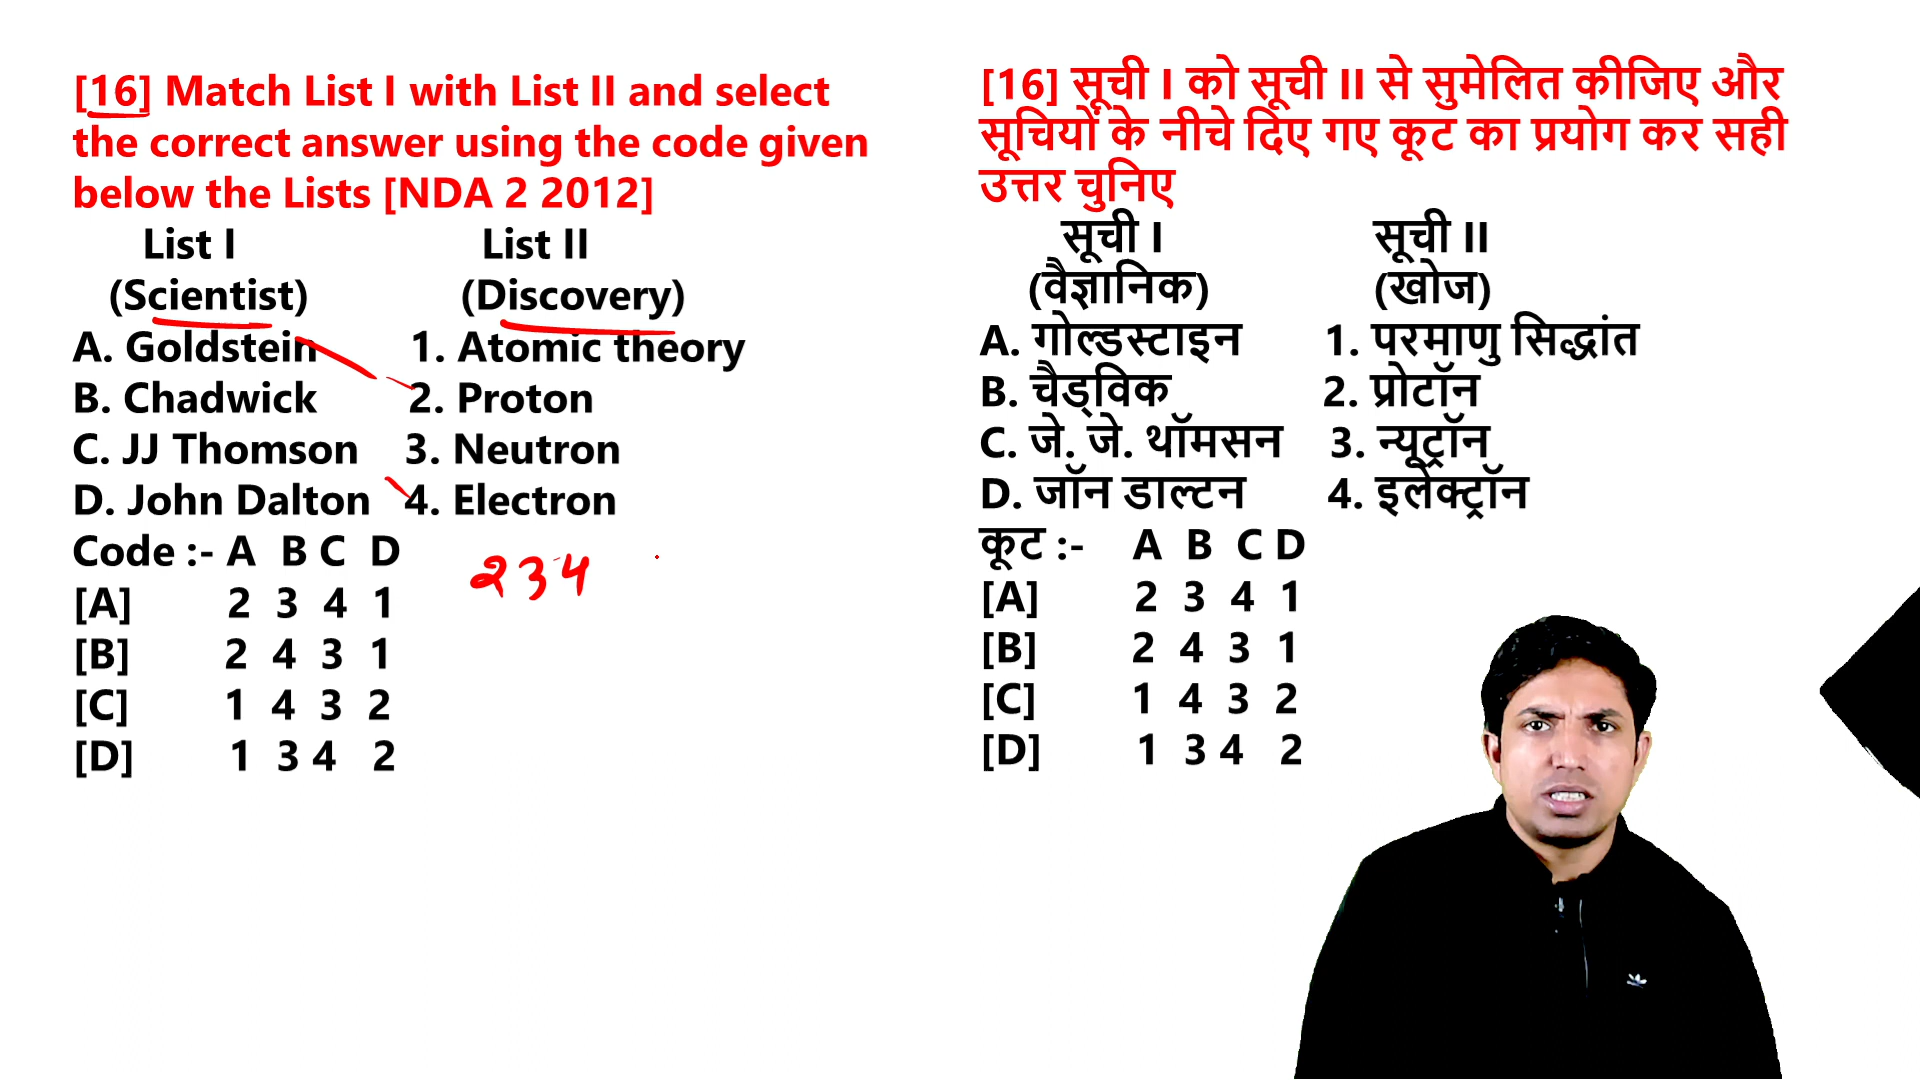 [16] Match List I with List II and select
the correct answer using the code given
below the Lists [NDA 2 2012]
List I List II
(Scientist) (Discovery)
A. Goldstein 1. Atomic theory
B. Chadwick 2. Proton
C. JJ Thomson 3. Neutron
D. John Dalton 4. Electron
Code :- A B C D
[A] 2 3 4 1
[B] 2 4 3 1
[C] 1 4 3 2
[D] 1 3 4 2
2 3 4
[16] सूची I को सूची II से सुमेलित कीजिए और
सूचियों के नीचे दिए गए कूट का प्रयोग कर सही
उत्तर चुनिए
सूची I सूची II
(वैज्ञानिक) (खोज)
A. गोल्डस्टाइन 1. परमाणु सिद्धांत
B. चैड्विक 2. प्रोटॉन
C. जे. जे. थॉमसन 3. न्यूट्रॉन
D. जॉन डाल्टन 4. इलेक्ट्रॉन
कूट :- A B C D
[A] 2 3 4 1
[B] 2 4 3 1
[C] 1 4 3 2
[D] 1 3 4 2